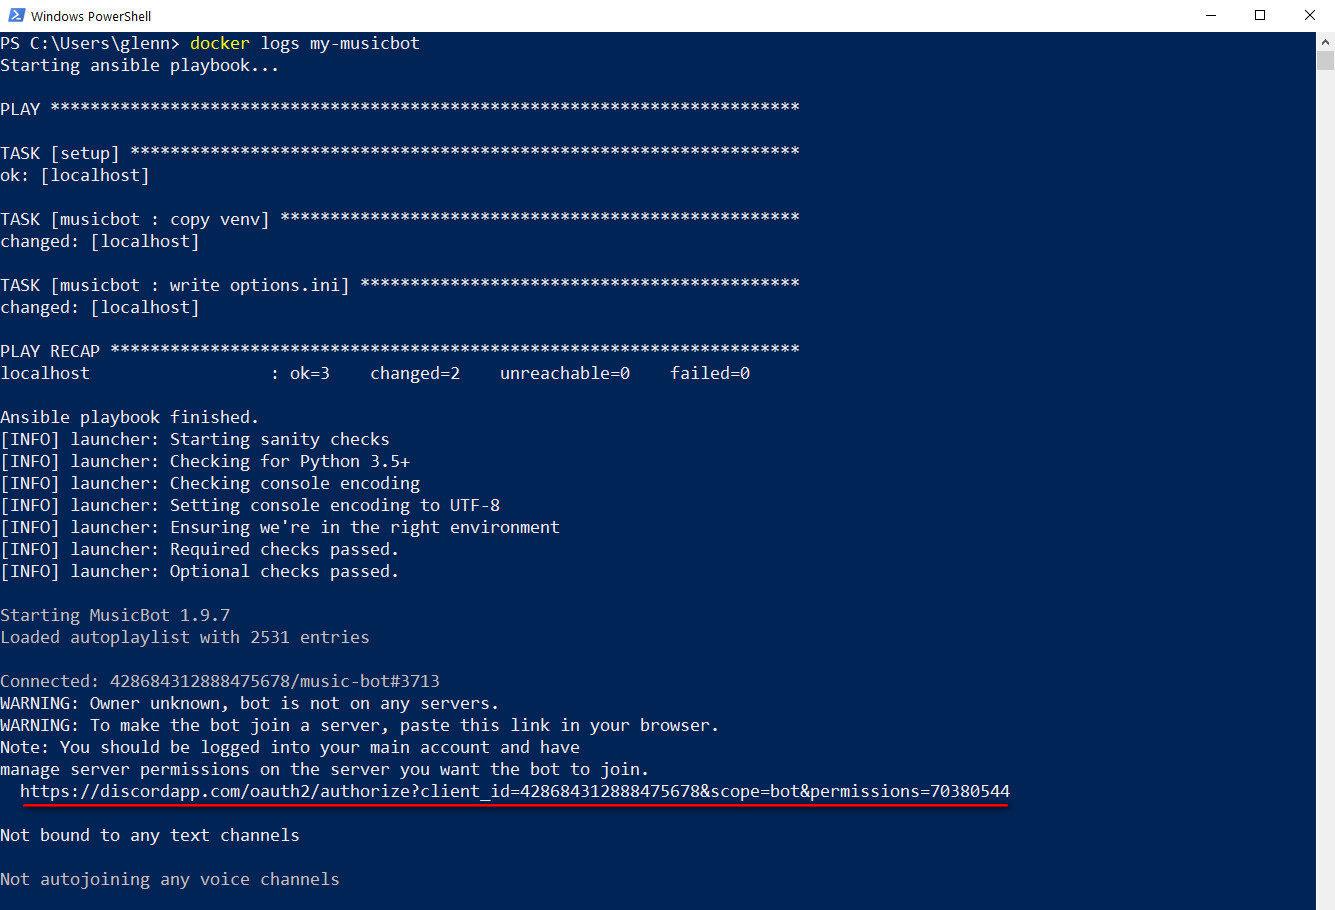 Windows PowerShell
PS C:\Users\glenn> docker logs my-musicbot
Starting ansible playbook...
PLAY ***************************************************************************
TASK [setup] *******************************************************************
ok: [localhost]
TASK [musicbot : copy venv] ****************************************************
changed: [localhost]
TASK [musicbot : write options.ini] ********************************************
changed: [localhost]
PLAY RECAP *********************************************************************
localhost                  : ok=3    changed=2    unreachable=0    failed=0
Ansible playbook finished.
[INFO] launcher: Starting sanity checks
[INFO] launcher: Checking for Python 3.5+
[INFO] launcher: Checking console encoding
[INFO] launcher: Setting console encoding to UTF-8
[INFO] launcher: Ensuring we're in the right environment
[INFO] launcher: Required checks passed.
[INFO] launcher: Optional checks passed.
Starting MusicBot 1.9.7
Loaded autoplaylist with 2531 entries
Connected: 428684312888475678/music-bot#3713
WARNING: Owner unknown, bot is not on any servers.
WARNING: To make the bot join a server, paste this link in your browser.
Note: You should be logged into your main account and have
manage server permissions on the server you want the bot to join.
https://discordapp.com/oauth2/authorize?client_id=428684312888475678&scope=bot&permissions=70380544
Not bound to any text channels
Not autojoining any voice channels